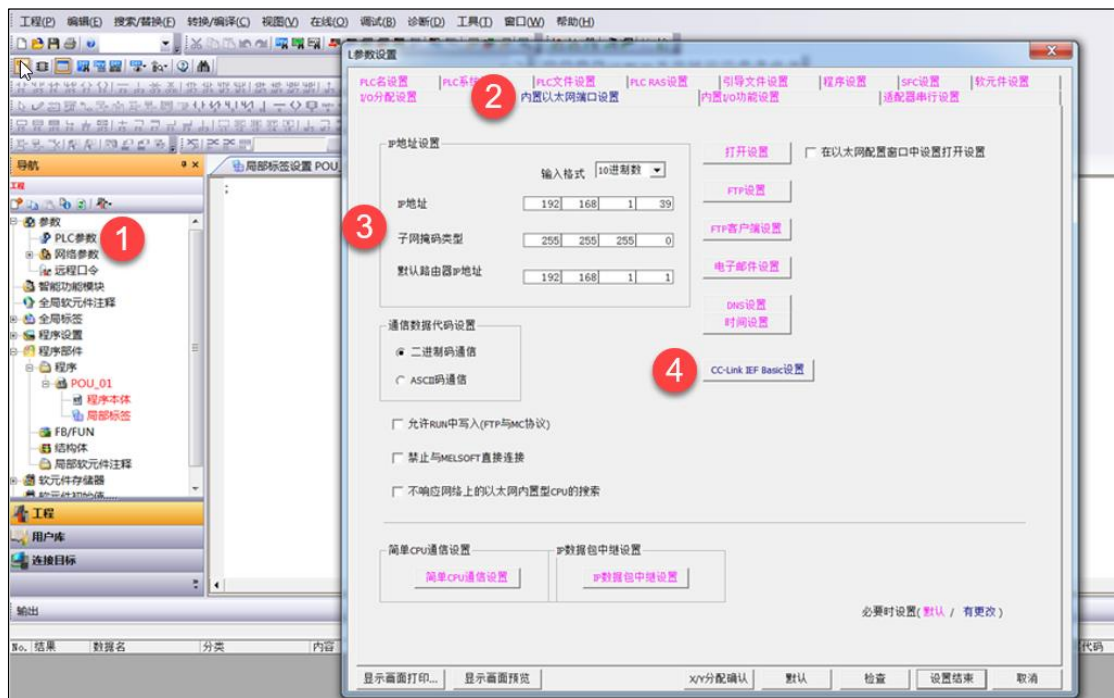 工程(P) 编辑(E) 搜索/替换(F) 转换/编译(C) 视图(V) 在线(O) 调试(B) 诊断(D) 工具(T) 窗口(W) 帮助(H)
导航
局部标签设置 POU_
工程
参数
PLC参数
1
网络参数
远程口令
智能功能模块
全局软元件注释
全局标签
程序设置
程序部件
程序
POU_01
程序本体
局部标签
FB/FUN
结构体
局部软元件注释
软元件存储器
软元件初始值
工程
用户库
连接目标
输出
No. 结果 数据名 分类 内容
代码
L参数设置
PLC名设置 PLC系统 PLC文件设置 PLC RAS设置 引导文件设置 程序设置 SFC设置 软元件设置
I/O分配设置 内置以太网端口设置 内置I/O功能设置 适配器串行设置
2
IP地址设置
输入格式 10进制数
3
IP地址 192 168 1 39
子网掩码类型 255 255 255 0
默认路由器IP地址 192 168 1 1
打开设置 在以太网配置窗口中设置打开设置
FTP设置
FTP客户端设置
电子邮件设置
DNS设置
时间设置
4
CC-Link IEF Basic设置
通信数据代码设置
二进制码通信
ASCII码通信
允许RUN中写入(FTP与MC协议)
禁止与MELSOFT直接连接
不响应网络上的以太网内置型CPU的搜索
简单CPU通信设置
简单CPU通信设置
IP数据包中继设置
IP数据包中继设置
必要时设置( 默认 / 有更改 )
显示画面打印... 显示画面预览 X/Y分配确认 默认 检查 设置结束 取消